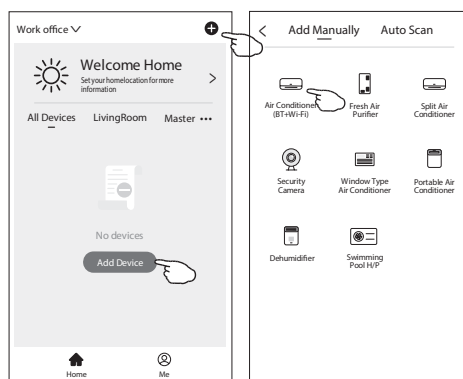 Work office
Welcome Home
Set your home location for more
information
All Devices LivingRoom Master •••
No devices
Add Device
Home Me
Add Manually Auto Scan
Air Conditioner
(BT+Wi-Fi)
Fresh Air
Purifier
Split Air
Conditioner
Security
Camera
Window Type
Air Conditioner
Portable Air
Conditioner
Dehumidifier
Swimming
Pool H/P